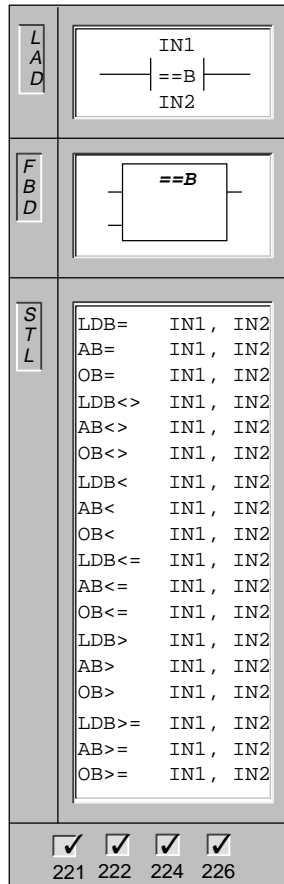 LAD
IN1
==B
IN2
FBD
==B
STL
LDB= IN1, IN2
AB= IN1, IN2
OB= IN1, IN2
LDB<> IN1, IN2
AB<> IN1, IN2
OB<> IN1, IN2
LDB< IN1, IN2
AB< IN1, IN2
OB< IN1, IN2
LDB<= IN1, IN2
AB<= IN1, IN2
OB<= IN1, IN2
LDB> IN1, IN2
AB> IN1, IN2
OB> IN1, IN2
LDB>= IN1, IN2
AB>= IN1, IN2
OB>= IN1, IN2
221 222 224 226